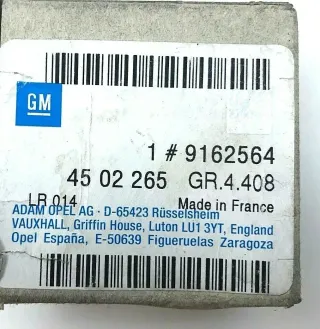 GM
1 # 9162564
45 02 265 GR.4.408
LR 014 Made in France
ADAM OPEL AG · D-65423 Rüsselsheim
VAUXHALL, Griffin House, Luton LU1 3YT, England
Opel España, E-50639 Figueruelas Zaragoza